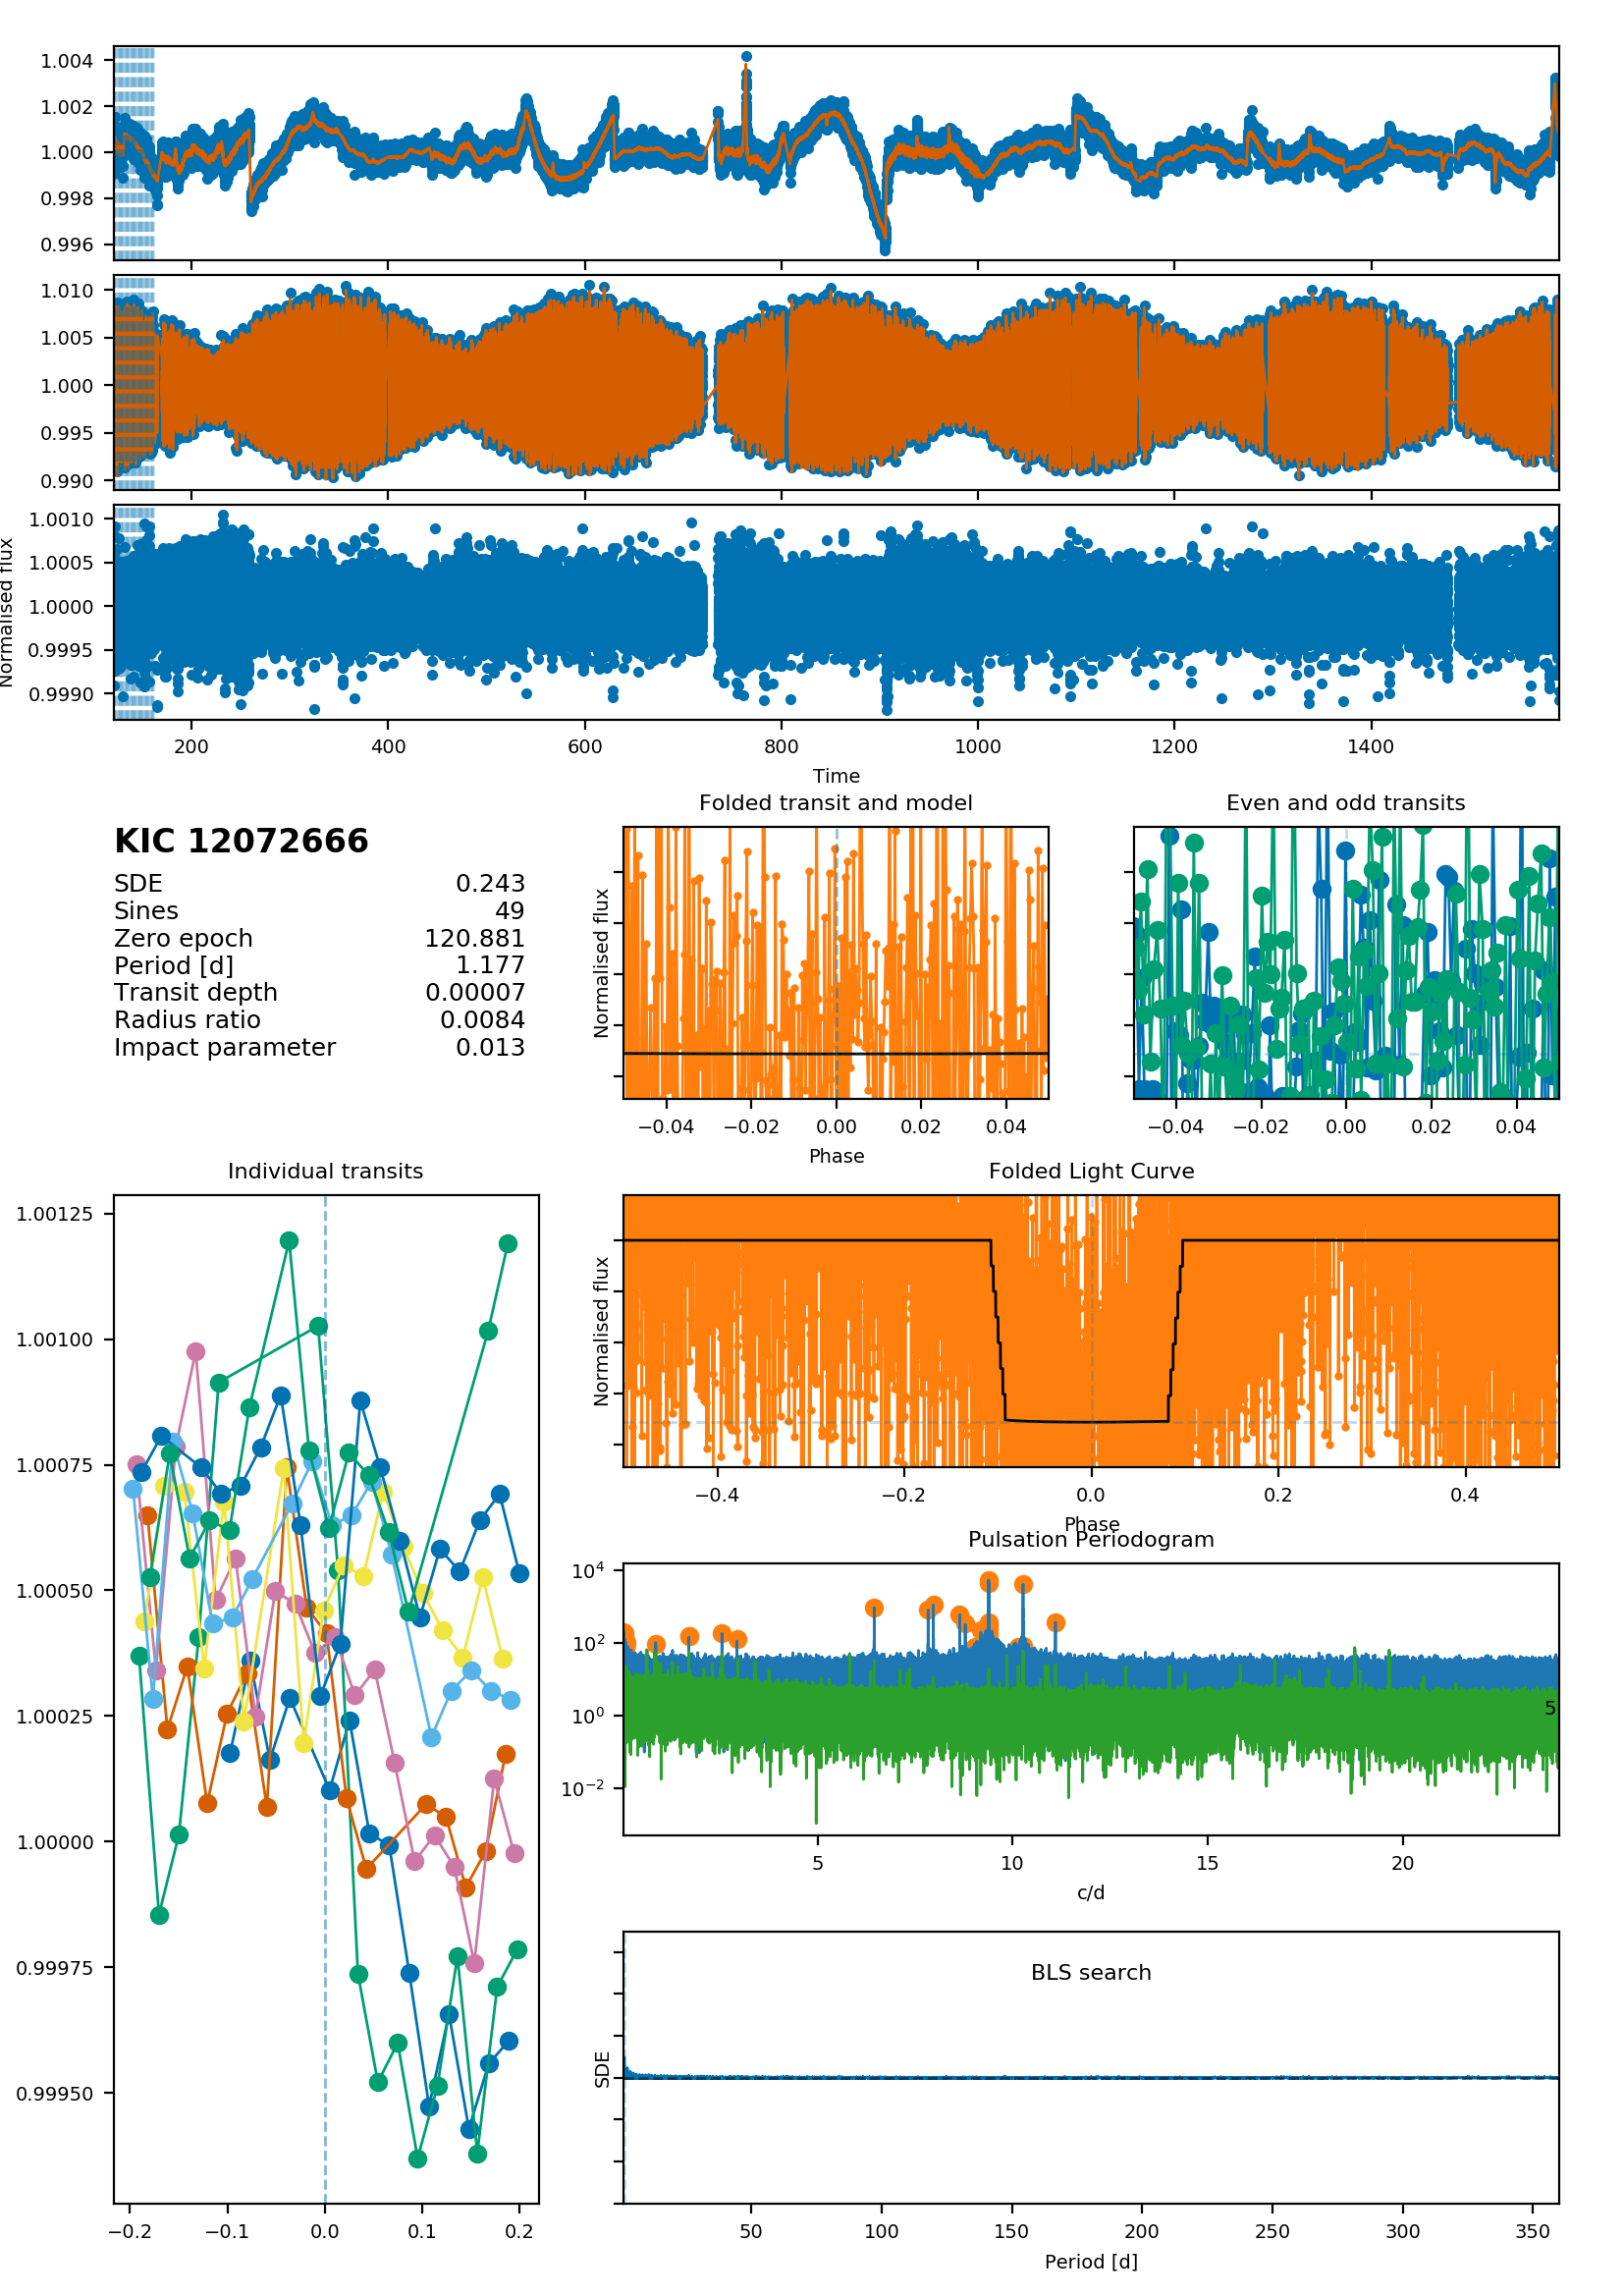 1.004
1.002
1.000
0.998
0.996
1.010
1.005
1.000
0.995
0.990
1.0010
1.0005
1.0000
0.9995
0.9990
Normalised flux
200 400 600 800 1000 1200 1400
Time
KIC 12072666
SDE 0.243
Sines 49
Zero epoch 120.881
Period [d] 1.177
Transit depth 0.00007
Radius ratio 0.0084
Impact parameter 0.013
Folded transit and model
Normalised flux
−0.04 −0.02 0.00 0.02 0.04
Phase
Even and odd transits
−0.04 −0.02 0.00 0.02 0.04
Individual transits
1.00125
1.00100
1.00075
1.00050
1.00025
1.00000
0.99975
0.99950
−0.2 −0.1 0.0 0.1 0.2
Folded Light Curve
Normalised flux
−0.4 −0.2 0.0 0.2 0.4
Phase
Pulsation Periodogram
10⁴
10²
10⁰
10⁻²
5
5 10 15 20
c/d
BLS search
SDE
50 100 150 200 250 300 350
Period [d]